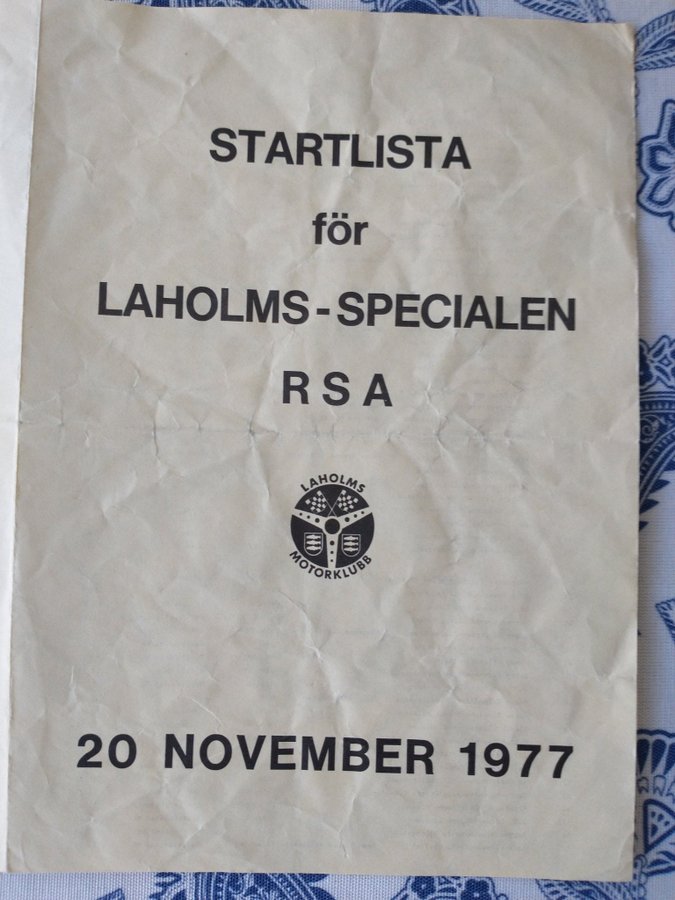 STARTLISTA
för
LAHOLMS-SPECIALEN
RSA
LAHOLMS
MOTORKLUBB
20 NOVEMBER 1977